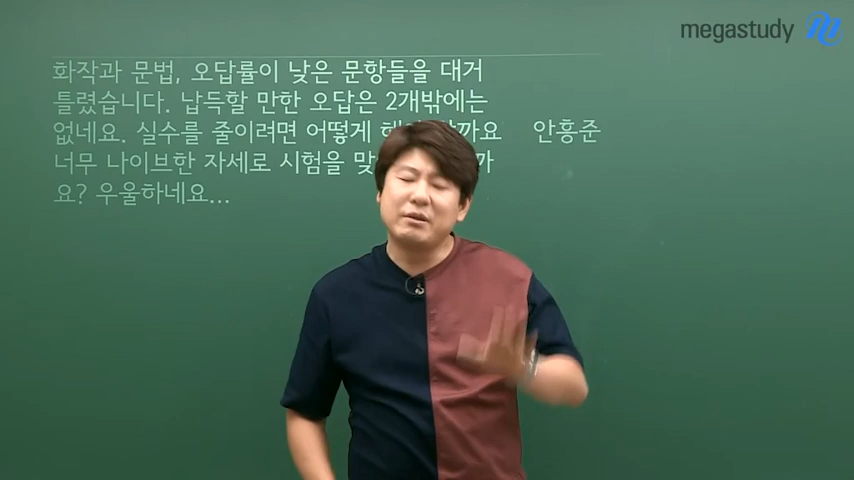 megastudy
화작과 문법, 오답률이 낮은 문항들을 대거
틀렸습니다. 납득할 만한 오답은 2개밖에는
없네요. 실수를 줄이려면 어떻게 안흥준
너무 나이브한 자세로 시험을
요? 우울하네요...